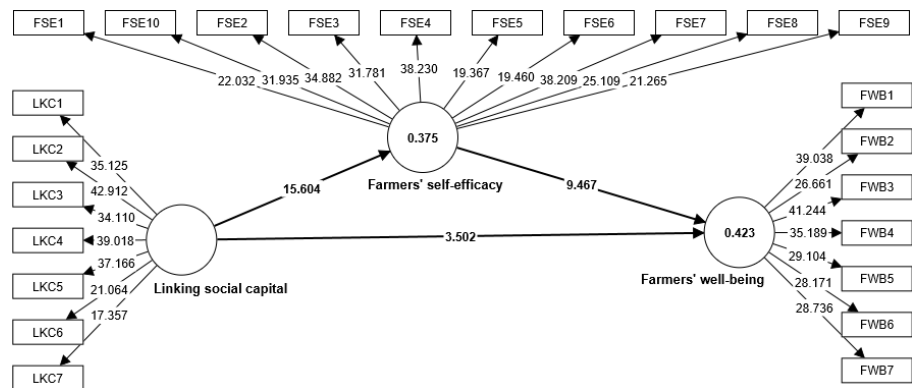 FSE1 FSE10 FSE2 FSE3 FSE4 FSE5 FSE6 FSE7 FSE8 FSE9
22.032 31.935 34.882 31.781 38.230 19.367 19.460 38.209 25.109 21.265
LKC1
LKC2
LKC3
LKC4
LKC5
LKC6
LKC7
35.125
42.912
34.110
39.018
37.166
21.064
17.357
Linking social capital
15.604
0.375
Farmers' self-efficacy
9.467
3.502
0.423
Farmers' well-being
39.038
26.661
41.244
35.189
29.104
28.171
28.736
FWB1
FWB2
FWB3
FWB4
FWB5
FWB6
FWB7